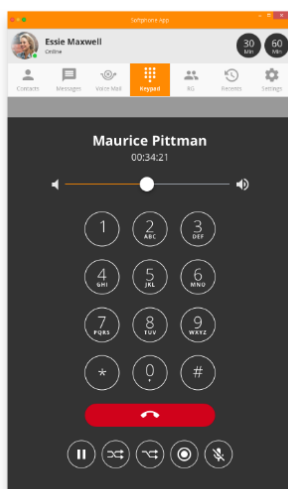 Softphone App
Essie Maxwell
Online
30 Min
60 Min
Contacts Messages Voice Mail Keypad BG Recents Settings
Maurice Pittman
00:34:21
1 2 ABC 3 DEF
4 GHI 5 JKL 6 MNO
7 PQRS 8 TUV 9 WXYZ
* 0 #